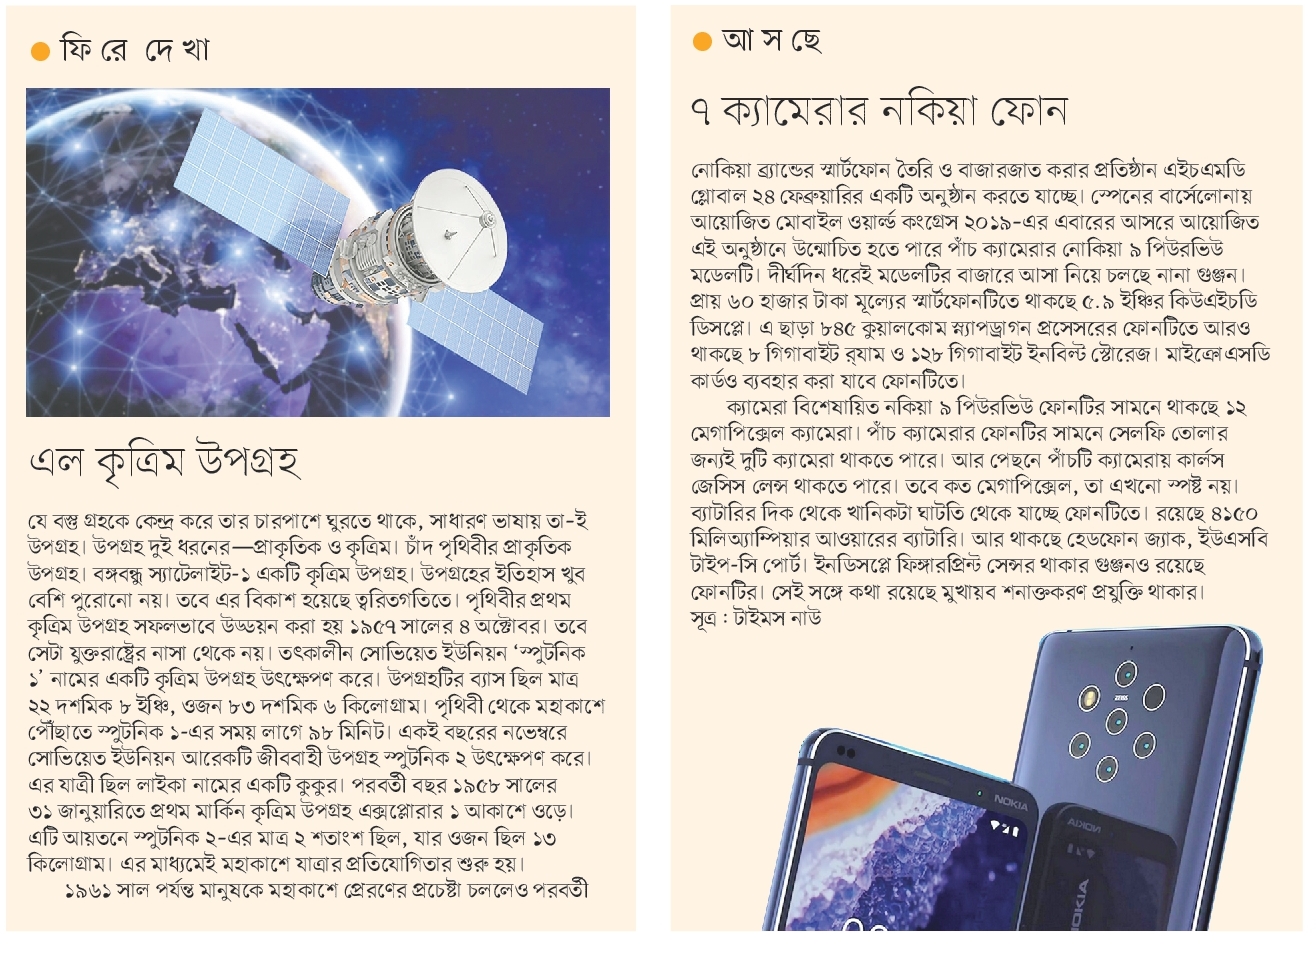 ফিরে দেখা
এল কৃত্রিম উপগ্রহ
যে বস্তু গ্রহকে কেন্দ্র করে তার চারপাশে ঘুরতে থাকে, সাধারণ ভাষায় তা-ই
উপগ্রহ। উপগ্রহ দুই ধরনের—প্রাকৃতিক ও কৃত্রিম। চাঁদ পৃথিবীর প্রাকৃতিক
উপগ্রহ। বঙ্গবন্ধু স্যাটেলাইট-১ একটি কৃত্রিম উপগ্রহ। উপগ্রহের ইতিহাস খুব
বেশি পুরোনো নয়। তবে এর বিকাশ হয়েছে ত্বরিতগতিতে। পৃথিবীর প্রথম
কৃত্রিম উপগ্রহ সফলভাবে উড্ডয়ন করা হয় ১৯৫৭ সালের ৪ অক্টোবর। তবে
সেটা যুক্তরাষ্ট্রের নাসা থেকে নয়। তৎকালীন সোভিয়েত ইউনিয়ন ‘স্পুটনিক
১’ নামের একটি কৃত্রিম উপগ্রহ উৎক্ষেপণ করে। উপগ্রহটির ব্যাস ছিল মাত্র
২২ দশমিক ৮ ইঞ্চি, ওজন ৮৩ দশমিক ৬ কিলোগ্রাম। পৃথিবী থেকে মহাকাশে
পৌঁছাতে স্পুটনিক ১-এর সময় লাগে ৯৮ মিনিট। একই বছরের নভেম্বরে
সোভিয়েত ইউনিয়ন আরেকটি জীববাহী উপগ্রহ স্পুটনিক ২ উৎক্ষেপণ করে।
এর যাত্রী ছিল লাইকা নামের একটি কুকুর। পরবর্তী বছর ১৯৫৮ সালের
৩১ জানুয়ারিতে প্রথম মার্কিন কৃত্রিম উপগ্রহ এক্সপ্লোরার ১ আকাশে ওড়ে।
এটি আয়তনে স্পুটনিক ২-এর মাত্র ২ শতাংশ ছিল, যার ওজন ছিল ১৩
কিলোগ্রাম। এর মাধ্যমেই মহাকাশে যাত্রার প্রতিযোগিতার শুরু হয়।
১৯৬১ সাল পর্যন্ত মানুষকে মহাকাশে প্রেরণের প্রচেষ্টা চললেও পরবর্তী
আসছে
৭ ক্যামেরার নকিয়া ফোন
নোকিয়া ব্র্যান্ডের স্মার্টফোন তৈরি ও বাজারজাত করার প্রতিষ্ঠান এইচএমডি
গ্লোবাল ২৪ ফেব্রুয়ারির একটি অনুষ্ঠান করতে যাচ্ছে। স্পেনের বার্সেলোনায়
আয়োজিত মোবাইল ওয়ার্ল্ড কংগ্রেস ২০১৯-এর এবারের আসরে আয়োজিত
এই অনুষ্ঠানে উন্মোচিত হতে পারে পাঁচ ক্যামেরার নোকিয়া ৯ পিউরভিউ
মডেলটি। দীর্ঘদিন ধরেই মডেলটির বাজারে আসা নিয়ে চলছে নানা গুঞ্জন।
প্রায় ৬০ হাজার টাকা মূল্যের স্মার্টফোনটিতে থাকছে ৫.৯ ইঞ্চির কিউএইচডি
ডিসপ্লে। এ ছাড়া ৮৪৫ কুয়ালকোম স্ন্যাপড্রাগন প্রসেসরের ফোনটিতে আরও
থাকছে ৮ গিগাবাইট র‍্যাম ও ১২৮ গিগাবাইট ইনবিল্ট স্টোরেজ। মাইক্রোএসডি
কার্ডও ব্যবহার করা যাবে ফোনটিতে।
ক্যামেরা বিশেষায়িত নকিয়া ৯ পিউরভিউ ফোনটির সামনে থাকছে ১২
মেগাপিক্সেল ক্যামেরা। পাঁচ ক্যামেরার ফোনটির সামনে সেলফি তোলার
জন্যই দুটি ক্যামেরা থাকতে পারে। আর পেছনে পাঁচটি ক্যামেরায় কার্লস
জেসিস লেন্স থাকতে পারে। তবে কত মেগাপিক্সেল, তা এখনো স্পষ্ট নয়।
ব্যাটারির দিক থেকে খানিকটা ঘাটতি থেকে যাচ্ছে ফোনটিতে। রয়েছে ৪১৫০
মিলিঅ্যাম্পিয়ার আওয়ারের ব্যাটারি। আর থাকছে হেডফোন জ্যাক, ইউএসবি
টাইপ-সি পোর্ট। ইনডিসপ্লে ফিঙ্গারপ্রিন্ট সেন্সর থাকার গুঞ্জনও রয়েছে
ফোনটির। সেই সঙ্গে কথা রয়েছে মুখায়ব শনাক্তকরণ প্রযুক্তি থাকার।
সূত্র : টাইমস নাউ
ZEISS
NOKIA
NOKIA
NOKIA